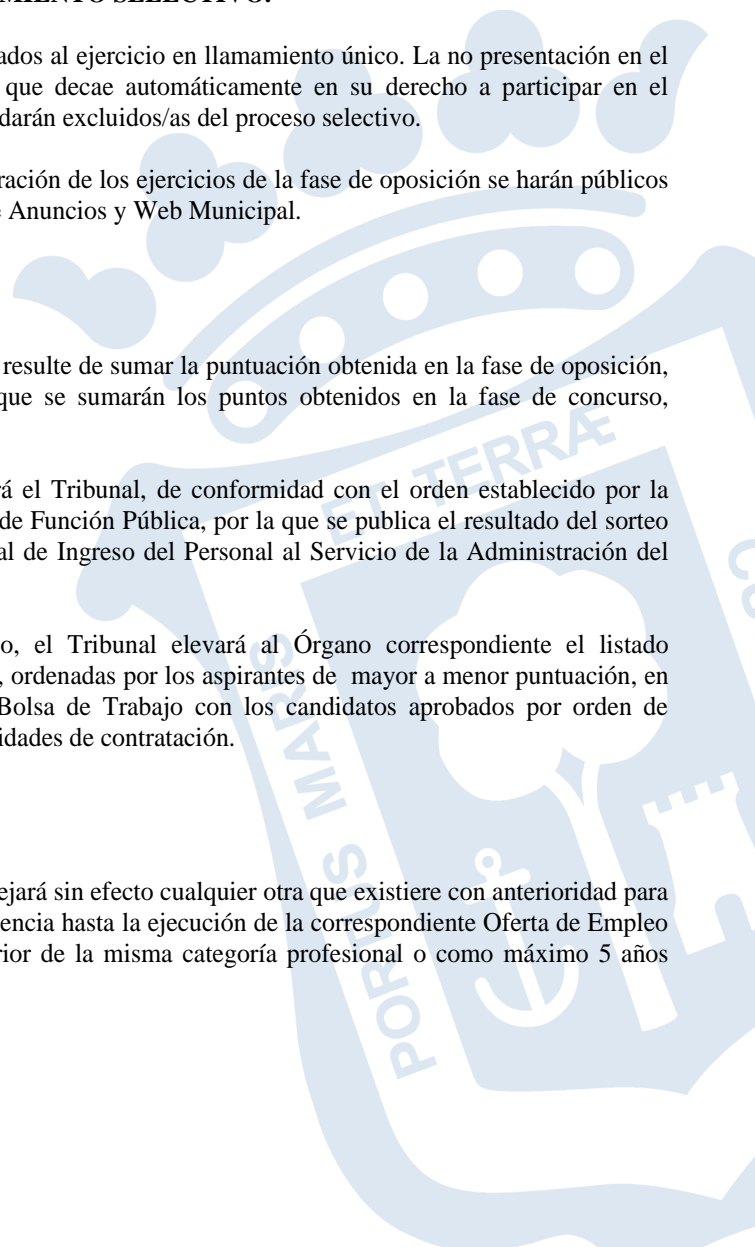 MIENTO SELECTIVO.
ados al ejercicio en llamamiento único. La no presentación en el
que decae automáticamente en su derecho a participar en el
darán excluidos/as del proceso selectivo.
ración de los ejercicios de la fase de oposición se harán públicos
e Anuncios y Web Municipal.
resulte de sumar la puntuación obtenida en la fase de oposición,
que se sumarán los puntos obtenidos en la fase de concurso,
rá el Tribunal, de conformidad con el orden establecido por la
de Función Pública, por la que se publica el resultado del sorteo
al de Ingreso del Personal al Servicio de la Administración del
o, el Tribunal elevará al Órgano correspondiente el listado
, ordenadas por los aspirantes de mayor a menor puntuación, en
Bolsa de Trabajo con los candidatos aprobados por orden de
idades de contratación.
ejará sin efecto cualquier otra que existiere con anterioridad para
encia hasta la ejecución de la correspondiente Oferta de Empleo
rior de la misma categoría profesional o como máximo 5 años
PORTUS MARIS
ET TERRÆ